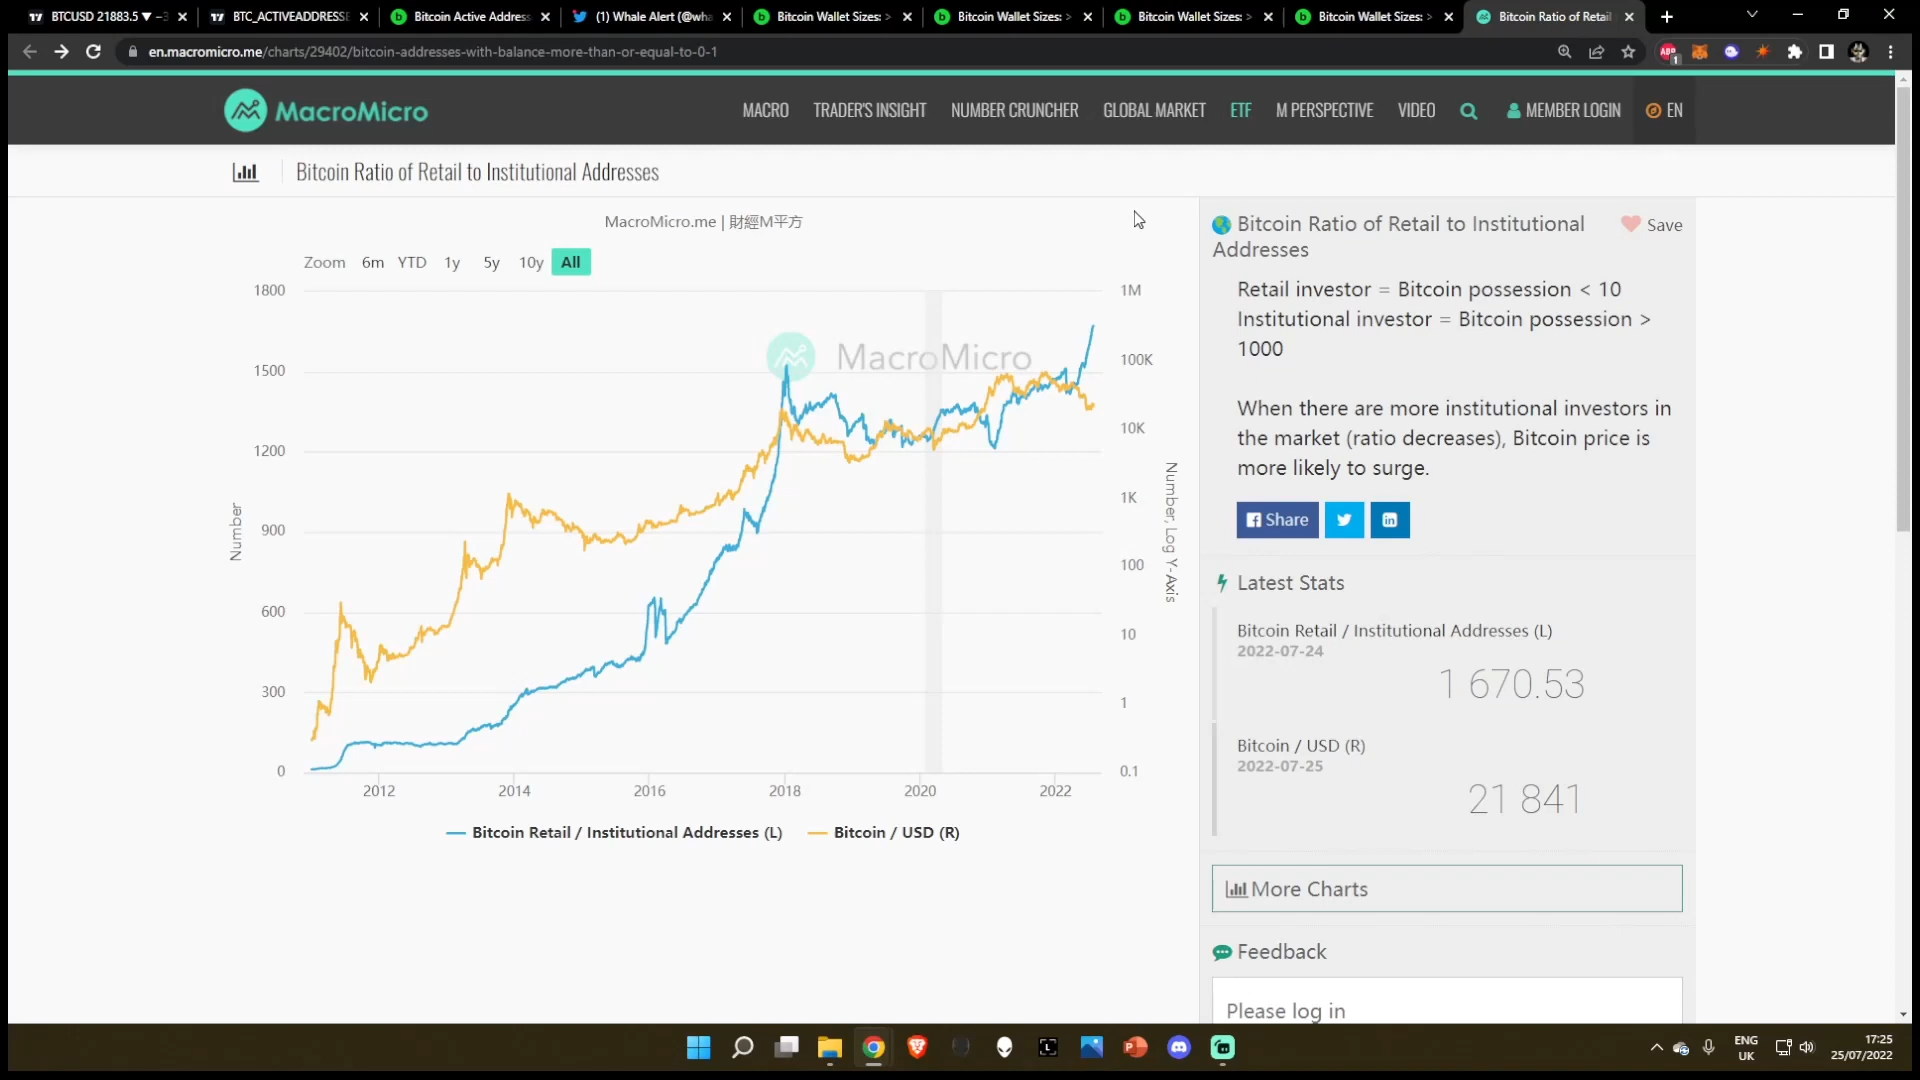 BTCUSD 21883.5 ▼ −3
BTC_ACTIVEADDRESSE
Bitcoin Active Address
(1) Whale Alert (@wha
Bitcoin Wallet Sizes: >
Bitcoin Wallet Sizes: >
Bitcoin Wallet Sizes: >
Bitcoin Wallet Sizes: >
Bitcoin Ratio of Retail
en.macromicro.me/charts/29402/bitcoin-addresses-with-balance-more-than-or-equal-to-0-1
ABP
1
MacroMicro
MACRO
TRADER'S INSIGHT
NUMBER CRUNCHER
GLOBAL MARKET
ETF
M PERSPECTIVE
VIDEO
MEMBER LOGIN
EN
Bitcoin Ratio of Retail to Institutional Addresses
MacroMicro.me | 財經M平方
Zoom 6m YTD 1y 5y 10y All
1800
1500
1200
900
600
300
0
Number
MacroMicro
1M
100K
10K
1K
100
10
1
0.1
Number, Log Y-Axis
2012 2014 2016 2018 2020 2022
Bitcoin Retail / Institutional Addresses (L)
Bitcoin / USD (R)
Bitcoin Ratio of Retail to Institutional
Addresses
Save
Retail investor = Bitcoin possession < 10
Institutional investor = Bitcoin possession >
1000
When there are more institutional investors in
the market (ratio decreases), Bitcoin price is
more likely to surge.
Share
Latest Stats
Bitcoin Retail / Institutional Addresses (L)
2022-07-24
1 670.53
Bitcoin / USD (R)
2022-07-25
21 841
More Charts
Feedback
Please log in
ENG
UK
17:25
25/07/2022